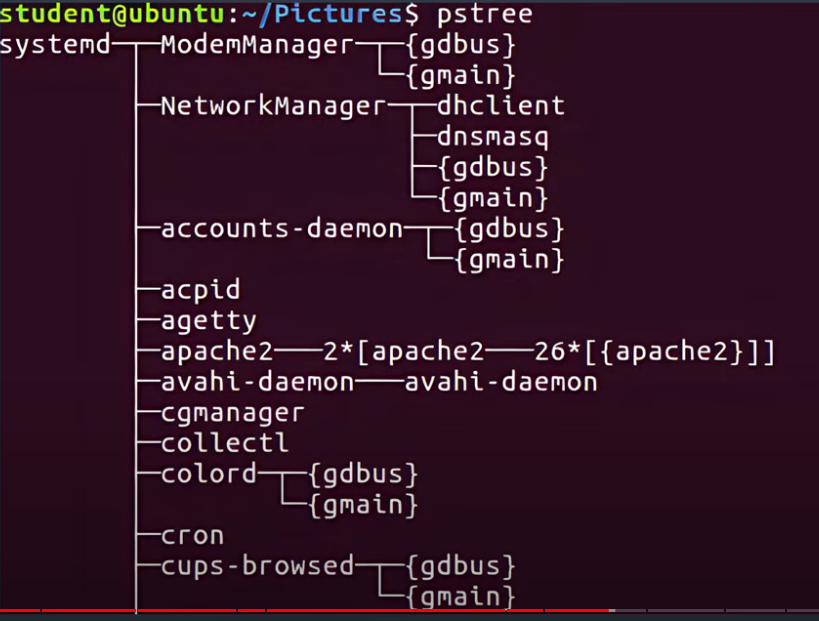 student@ubuntu:~/Pictures$ pstree
systemd─┬─ModemManager─┬─{gdbus}
        │              └─{gmain}
        ├─NetworkManager─┬─dhclient
        │                ├─dnsmasq
        │                ├─{gdbus}
        │                └─{gmain}
        ├─accounts-daemon─┬─{gdbus}
        │                 └─{gmain}
        ├─acpid
        ├─agetty
        ├─apache2───2*[apache2───26*[{apache2}]]
        ├─avahi-daemon───avahi-daemon
        ├─cgmanager
        ├─collectl
        ├─colord─┬─{gdbus}
        │        └─{gmain}
        ├─cron
        ├─cups-browsed─┬─{gdbus}
        │              └─{gmain}